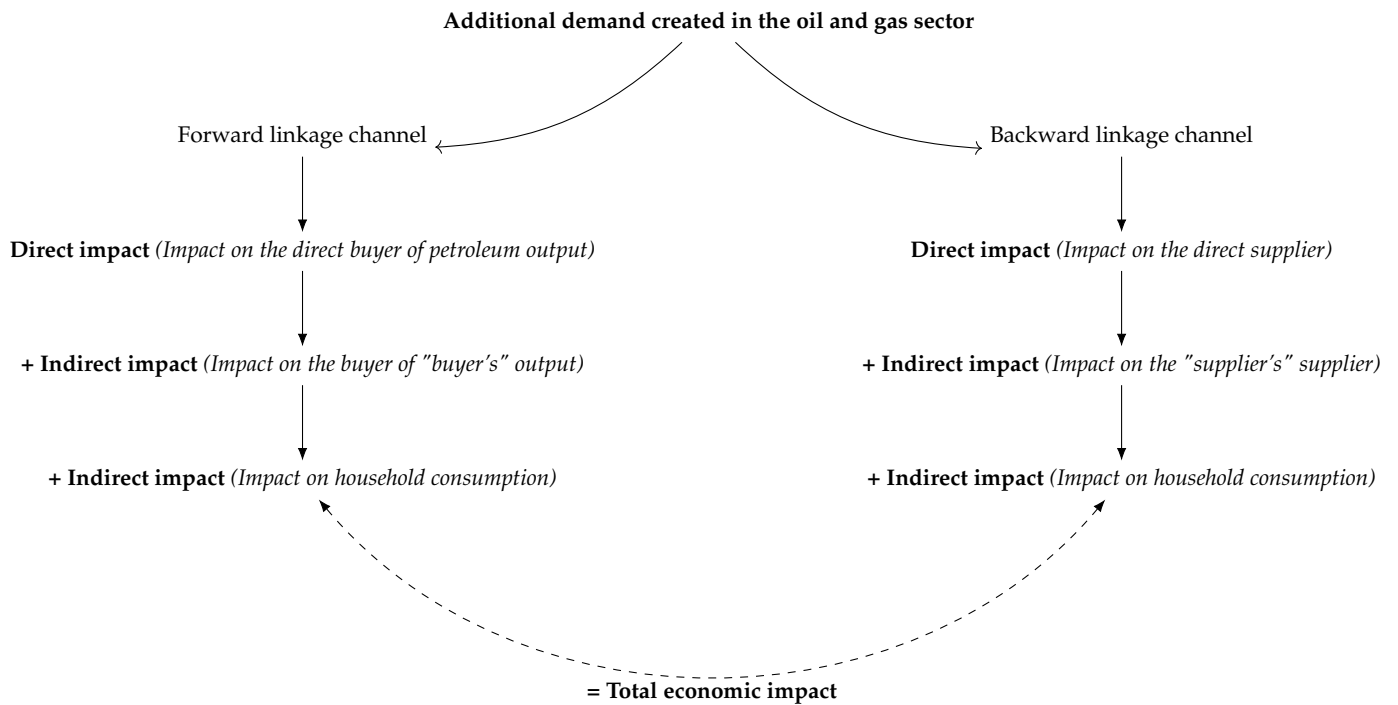 Additional demand created in the oil and gas sector
Forward linkage channel
Backward linkage channel
Direct impact (Impact on the direct buyer of petroleum output)
Direct impact (Impact on the direct supplier)
+ Indirect impact (Impact on the buyer of "buyer's" output)
+ Indirect impact (Impact on the "supplier's" supplier)
+ Indirect impact (Impact on household consumption)
+ Indirect impact (Impact on household consumption)
= Total economic impact